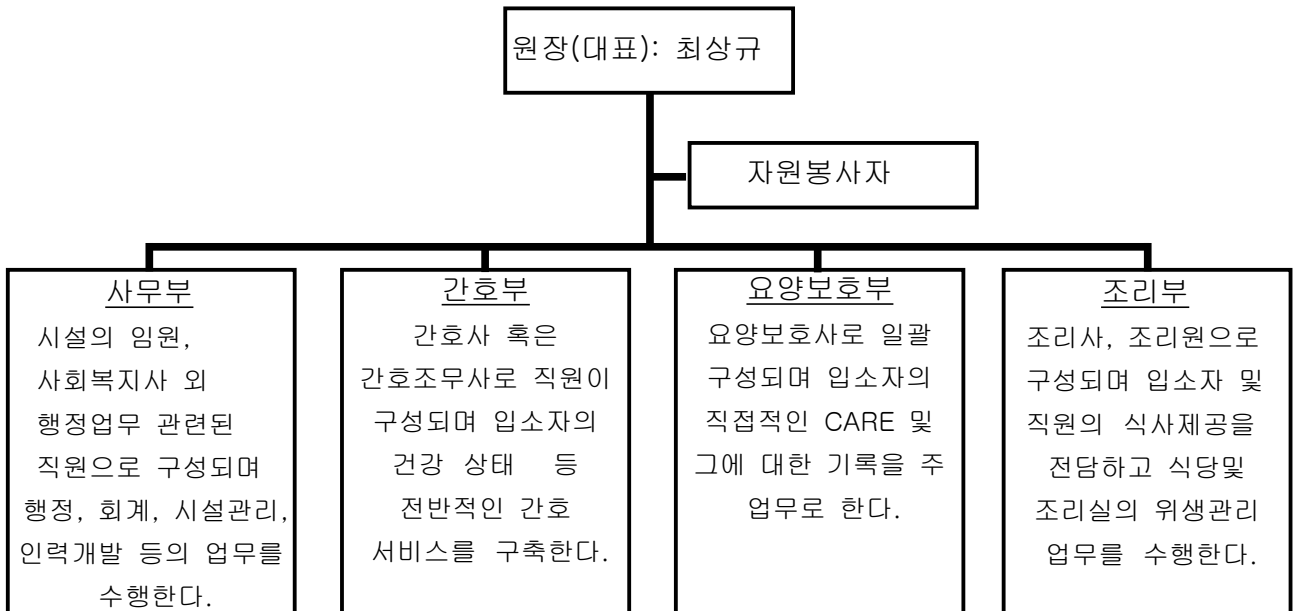 원장(대표): 최상규
자원봉사자
사무부
시설의 임원,
사회복지사 외
행정업무 관련된
직원으로 구성되며
행정, 회계, 시설관리,
인력개발 등의 업무를
수행한다.
간호부
간호사 혹은
간호조무사로 직원이
구성되며 입소자의
건강 상태 등
전반적인 간호
서비스를 구축한다.
요양보호부
요양보호사로 일괄
구성되며 입소자의
직접적인 CARE 및
그에 대한 기록을 주
업무로 한다.
조리부
조리사, 조리원으로
구성되며 입소자 및
직원의 식사제공을
전담하고 식당및
조리실의 위생관리
업무를 수행한다.